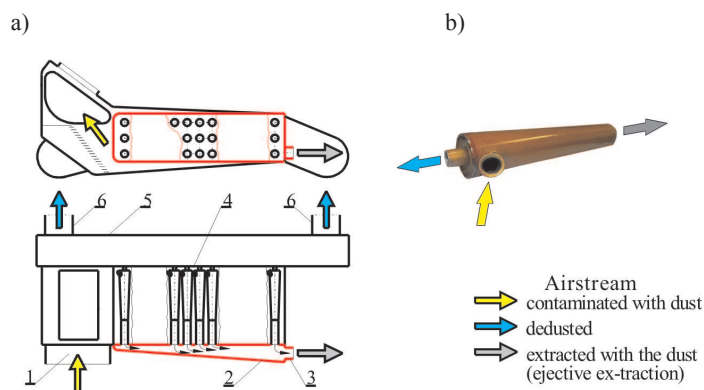 a)
b)
6
5
4
6
1
2
3
Airstream
contaminated with dust
dedusted
extracted with the dust
(ejective ex-traction)